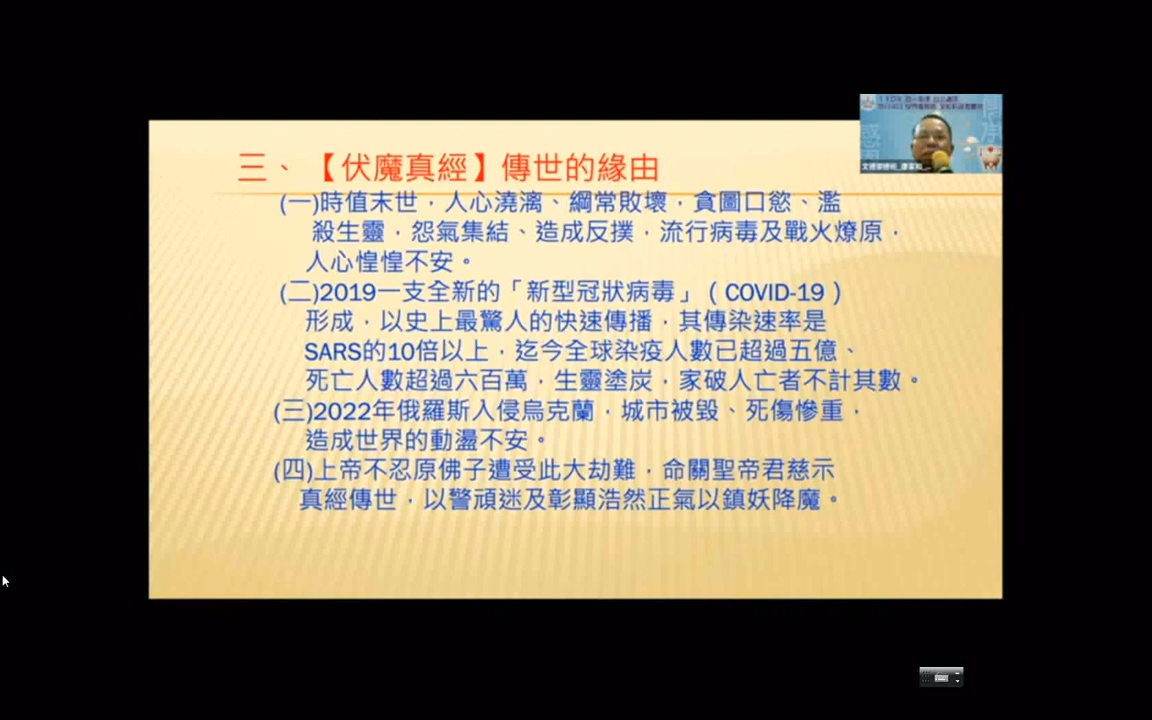 三、【伏魔真經】傳世的緣由
(一)時值末世，人心澆漓、綱常敗壞，貪圖口慾、濫
殺生靈，怨氣集結、造成反撲，流行病毒及戰火燎原，
人心惶惶不安。
(二)2019一支全新的「新型冠狀病毒」（COVID-19）
形成，以史上最驚人的快速傳播，其傳染速率是
SARS的10倍以上，迄今全球染疫人數已超過五億、
死亡人數超過六百萬，生靈塗炭，家破人亡者不計其數。
(三)2022年俄羅斯入侵烏克蘭，城市被毀、死傷慘重，
造成世界的動盪不安。
(四)上帝不忍原佛子遭受此大劫難，命關聖帝君慈示
真經傳世，以警頑迷及彰顯浩然正氣以鎮妖降魔。